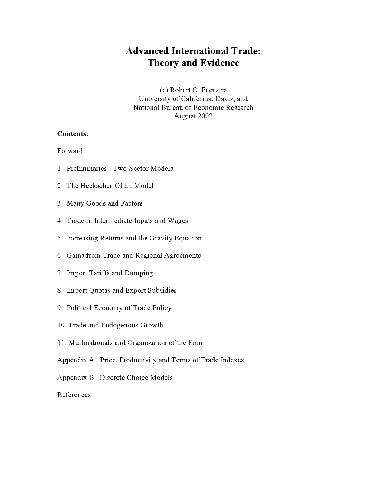 Advanced International Trade:
Theory and Evidence
(c) Robert C. Feenstra
University of California, Davis, and
National Bureau of Economic Research
August 2002
Contents:
Forward
1 Preliminaries: Two-Sector Models
2 The Heckscher-Ohlin Model
3 Many Goods and Factors
4 Trade in Intermediate Inputs and Wages
5 Increasing Returns and the Gravity Equation
6 Gains from Trade and Regional Agreements
7 Import Tariffs and Dumping
8 Import Quotas and Export Subsidies
9 Political Economy of Trade Policy
10 Trade and Endogenous Growth
11 Multinationals and Organization of the Firm
Appendix A Price, Productivity and Terms of Trade Indexes
Appendix B Discrete Choice Models
References